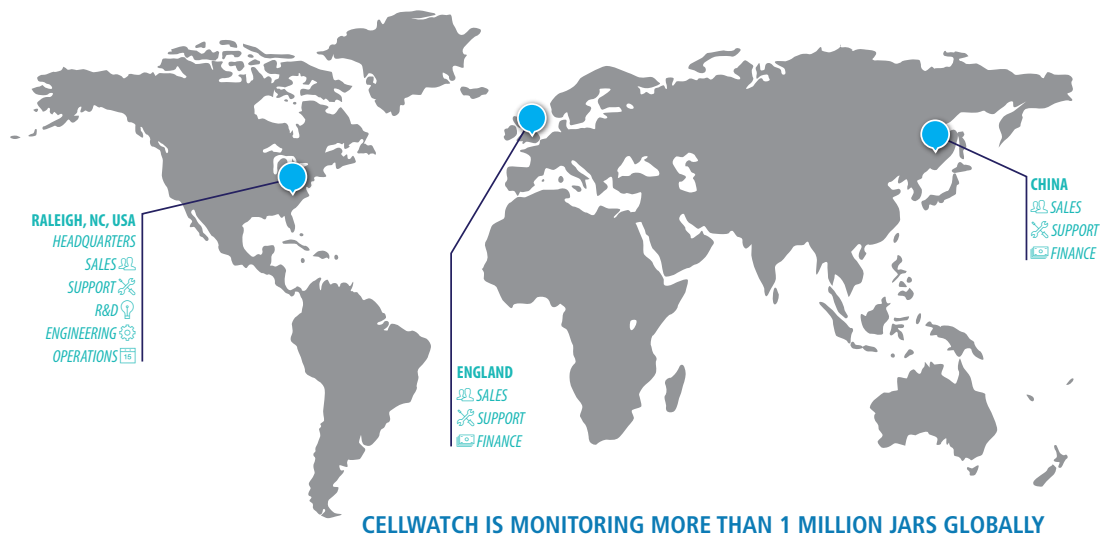 RALEIGH, NC, USA
HEADQUARTERS
SALES
SUPPORT
R&D
ENGINEERING
OPERATIONS
15
ENGLAND
SALES
SUPPORT
FINANCE
CHINA
SALES
SUPPORT
FINANCE
CELLWATCH IS MONITORING MORE THAN 1 MILLION JARS GLOBALLY